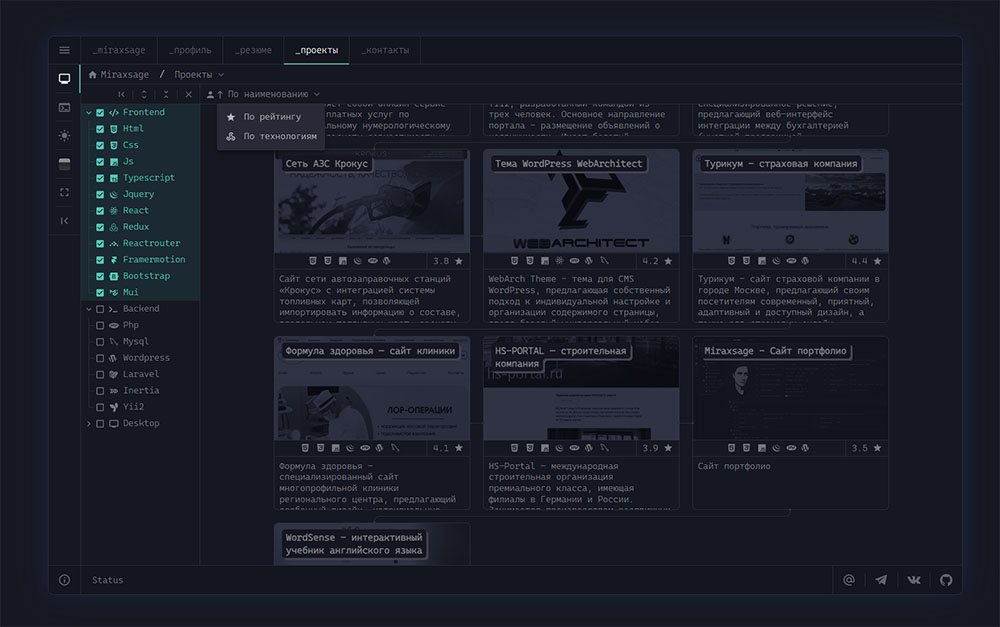 _miraxsage _профиль _резюме _проекты _контакты
Miraxsage / Проекты
По наименованию
По рейтингу
По технологиям
Frontend
Html
Css
Js
Typescript
Jquery
React
Redux
Reactrouter
Framermotion
Bootstrap
Mui
Backend
Php
Mysql
Wordpress
Laravel
Inertia
Yii2
Desktop
платных услуг по
нумерологическому
трех человек. Основное направление
портала – размещение объявлений о
специализированное решение,
предлагающий веб-интерфейс
интеграции между бухгалтерией
Сеть АЗС Крокус
3.8
Сайт сети автозаправочных станций
«Крокус» с интеграцией системы
топливных карт, позволяющей
импортировать информацию о составе,
Тема WordPress WebArchitect
WEBARCHITECT
4.2
WebArch Theme – тема для CMS
WordPress, предлагающая собственный
подход к индивидуальной настройке и
организации содержимого страницы,
Турикум – страховая компания
4.4
Турикум – сайт страховой компании в
городе Москве, предлагающий своим
посетителям современный, приятный,
адаптивный и доступный дизайн, а
Формула здоровья – сайт клиники
ЛОР-ОПЕРАЦИИ
4.1
Формула здоровья –
специализированный сайт
многопрофильной клиники
регионального центра, предлагающий
HS-PORTAL – строительная
компания
hs-portal.ru
3.9
HS-Portal – международная
строительная организация
премиального класса, имеющая
филиалы в Германии и России.
Miraxsage – Сайт портфолио
3.5
Сайт портфолио
WordSense – интерактивный
учебник английского языка
Status